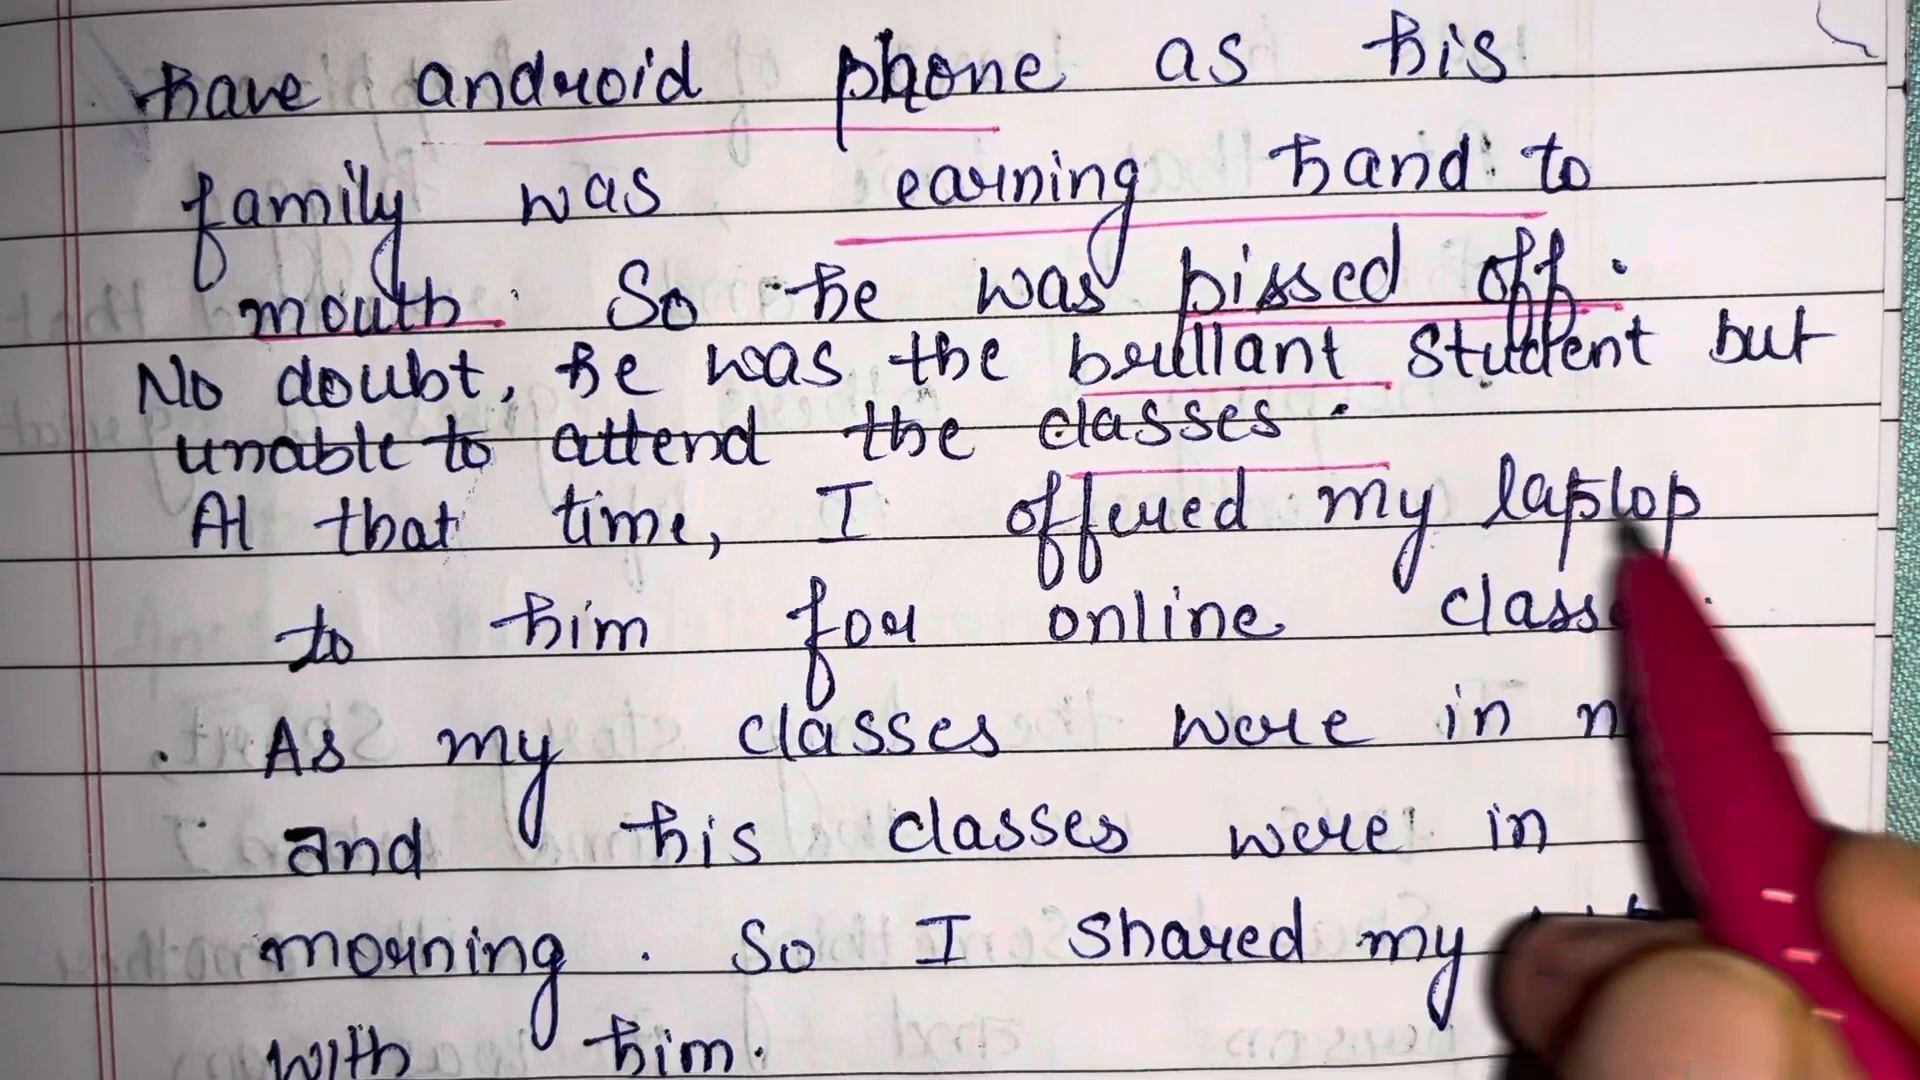 have android phone as his
family was earning hand to
mouth. So he was pissed off.
No doubt, he was the brillant student but
unable to attend the classes.
At that time, I offered my laptop
to him for online
As my classes were in
and his classes were in
morning. So I shared my
with him.